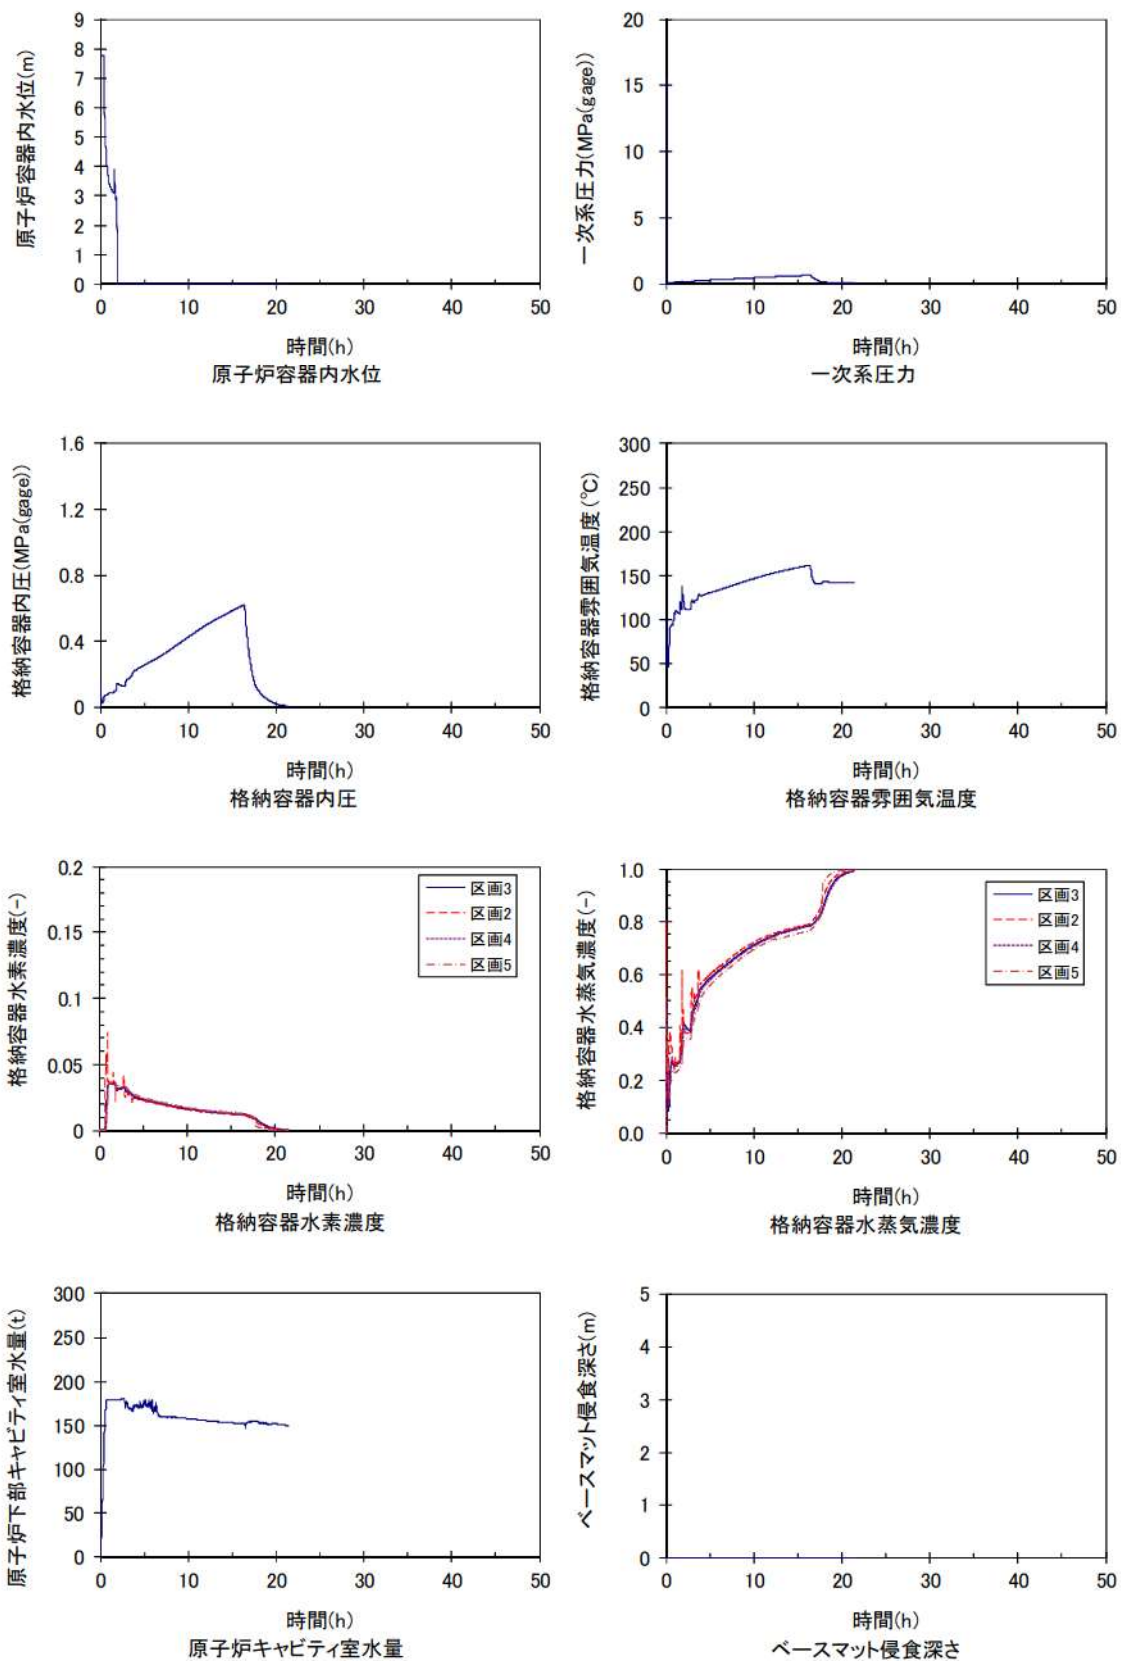 原子炉容器内水位(m)
9
8
7
6
5
4
3
2
1
0
0 10 20 30 40 50
時間(h)
原子炉容器内水位
一次系圧力(MPa(gage))
20
15
10
5
0
0 10 20 30 40 50
時間(h)
一次系圧力
格納容器内圧(MPa(gage))
1.6
1.2
0.8
0.4
0
0 10 20 30 40 50
時間(h)
格納容器内圧
格納容器雰囲気温度(℃)
300
250
200
150
100
50
0
0 10 20 30 40 50
時間(h)
格納容器雰囲気温度
格納容器水素濃度(-)
0.2
0.15
0.1
0.05
0
区画3
区画2
区画4
区画5
0 10 20 30 40 50
時間(h)
格納容器水素濃度
格納容器水蒸気濃度(-)
1.0
0.8
0.6
0.4
0.2
0.0
区画3
区画2
区画4
区画5
0 10 20 30 40 50
時間(h)
格納容器水蒸気濃度
原子炉下部キャビティ室水量(t)
300
250
200
150
100
50
0
0 10 20 30 40 50
時間(h)
原子炉キャビティ室水量
ベースマット侵食深さ(m)
5
4
3
2
1
0
0 10 20 30 40 50
時間(h)
ベースマット侵食深さ